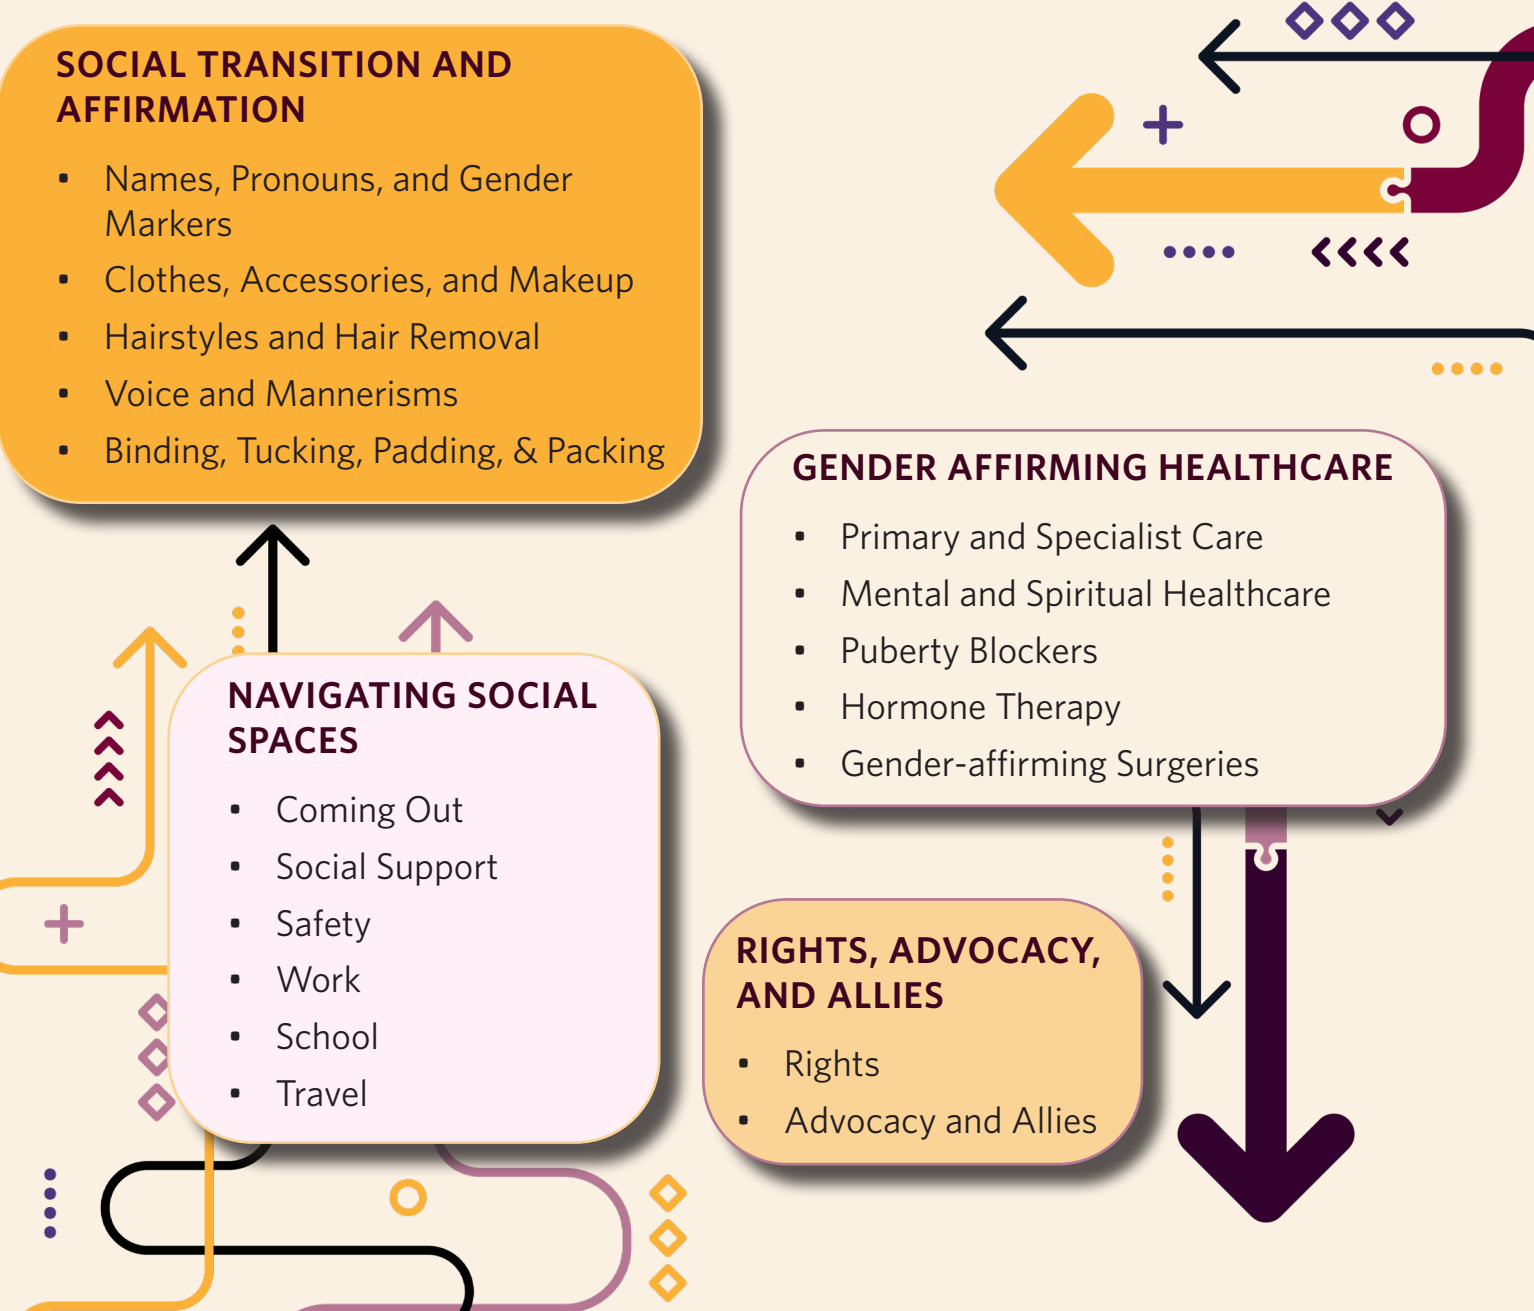 SOCIAL TRANSITION AND
AFFIRMATION
• Names, Pronouns, and Gender
Markers
• Clothes, Accessories, and Makeup
• Hairstyles and Hair Removal
• Voice and Mannerisms
• Binding, Tucking, Padding, & Packing
GENDER AFFIRMING HEALTHCARE
• Primary and Specialist Care
• Mental and Spiritual Healthcare
• Puberty Blockers
• Hormone Therapy
• Gender-affirming Surgeries
NAVIGATING SOCIAL
SPACES
• Coming Out
• Social Support
• Safety
• Work
• School
• Travel
RIGHTS, ADVOCACY,
AND ALLIES
• Rights
• Advocacy and Allies